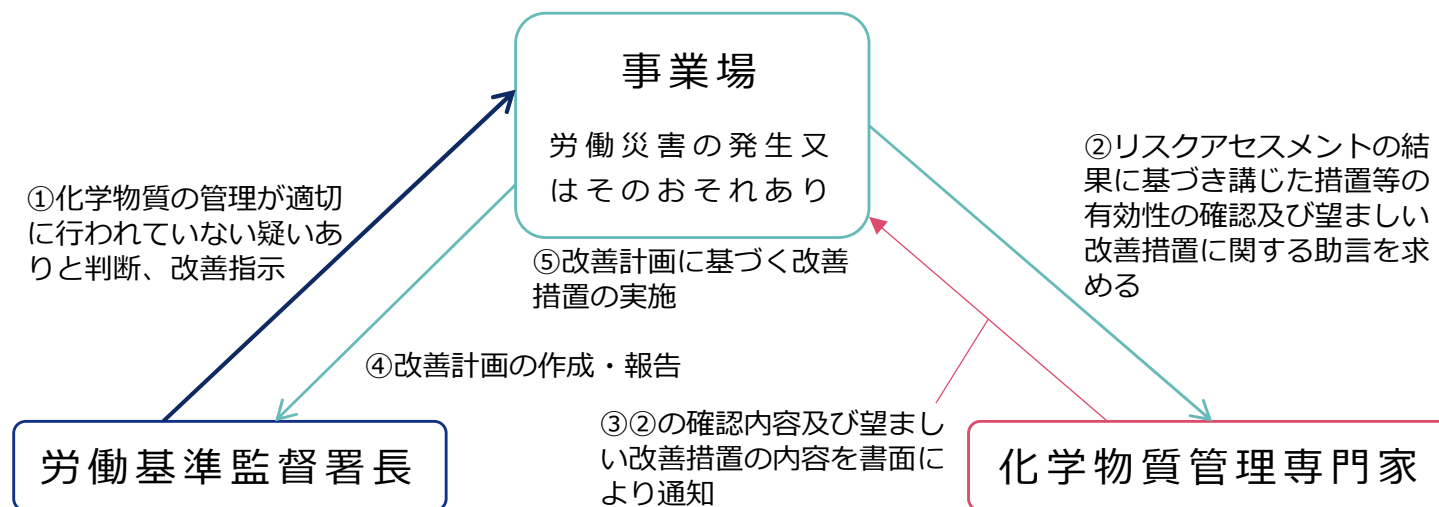 事業場
労働災害の発生又
はそのおそれあり
①化学物質の管理が適切
に行われていない疑いあ
りと判断、改善指示
②リスクアセスメントの結
果に基づき講じた措置等の
有効性の確認及び望ましい
改善措置に関する助言を求
める
⑤改善計画に基づく改善
措置の実施
④改善計画の作成・報告
③②の確認内容及び望まし
い改善措置の内容を書面に
より通知
労働基準監督署長
化学物質管理専門家